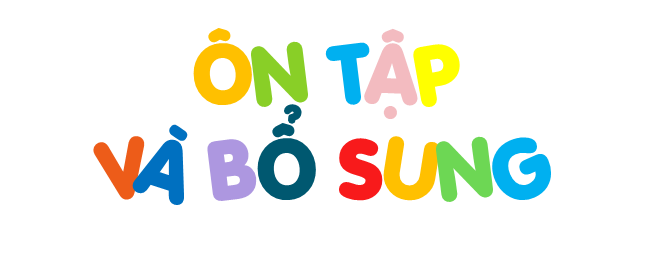 ÔN TẬP
VÀ BỔ SUNG